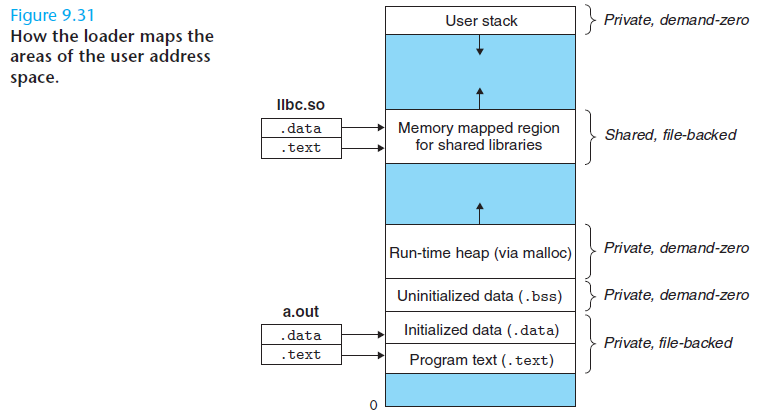 Figure 9.31
How the loader maps the
areas of the user address
space.
User stack
Private, demand-zero
libc.so
.data
.text
Memory mapped region
for shared libraries
Shared, file-backed
Run-time heap (via malloc)
Private, demand-zero
Uninitialized data (.bss)
Private, demand-zero
a.out
.data
.text
Initialized data (.data)
Program text (.text)
Private, file-backed
0